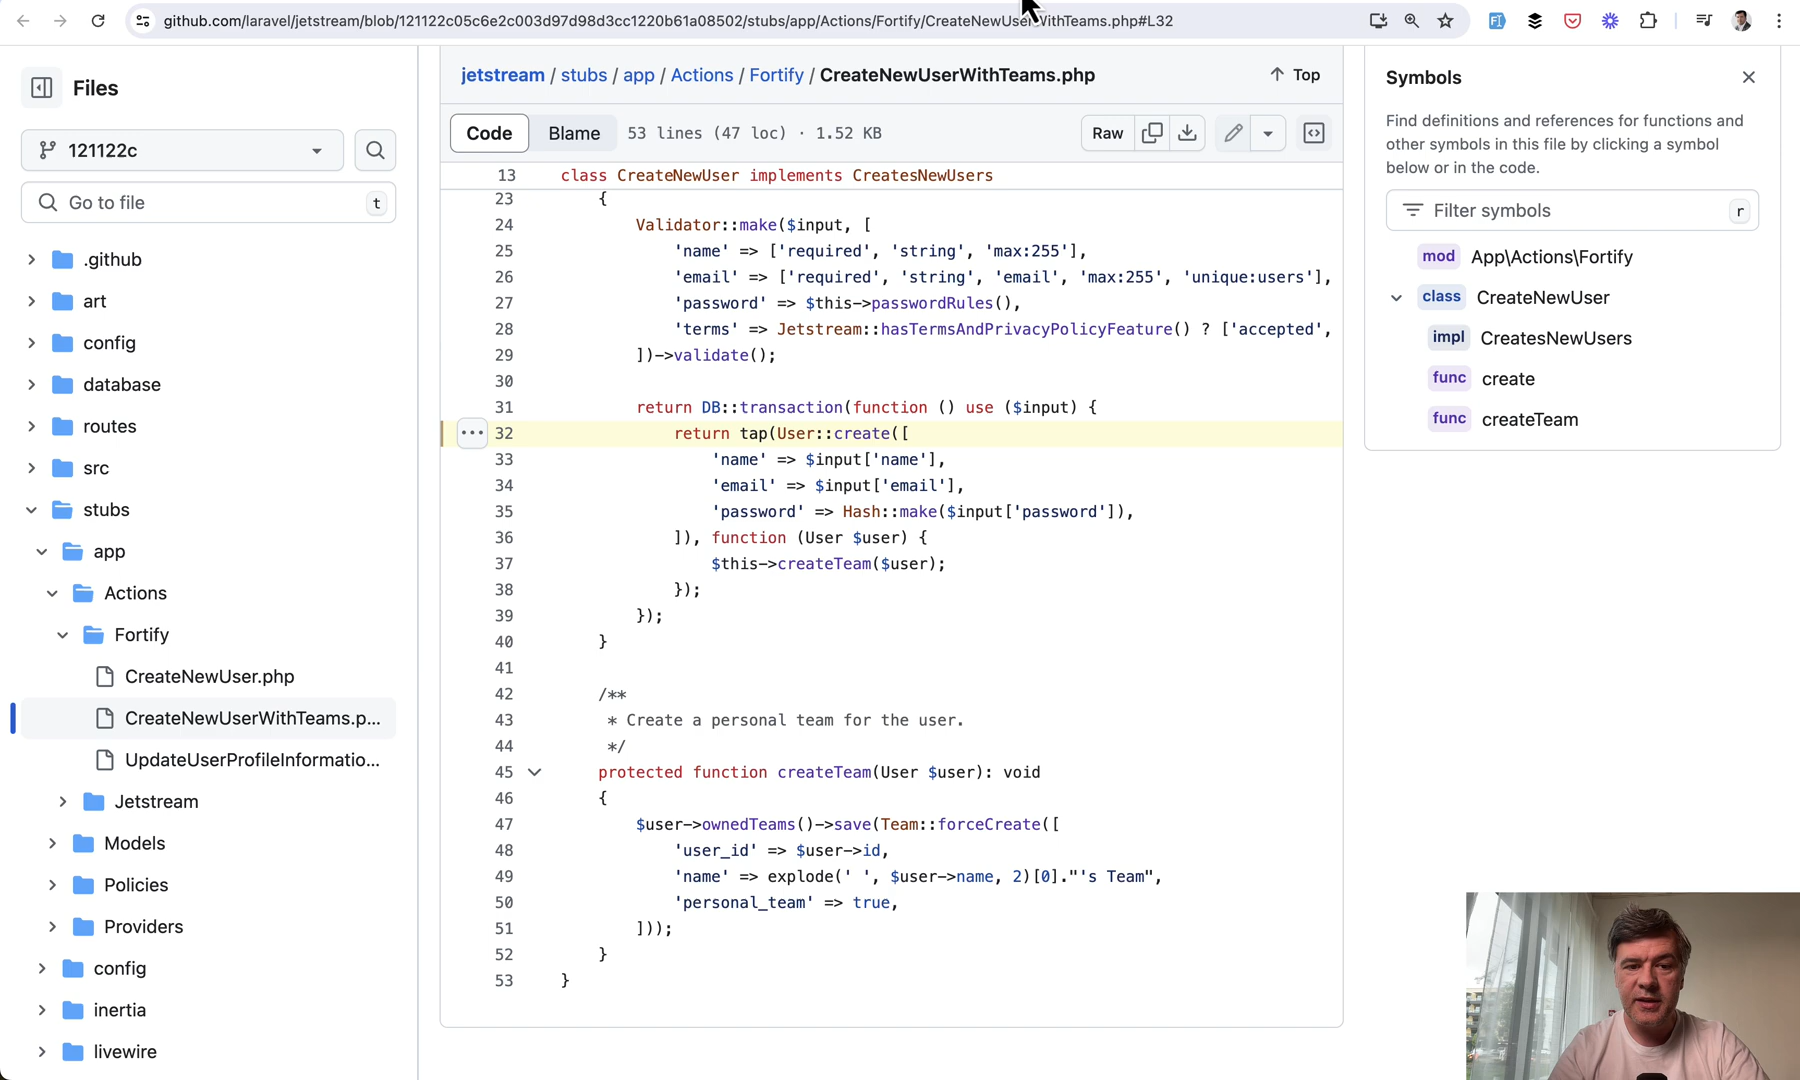 github.com/laravel/jetstream/blob/121122c05c6e2c003d97d98d3cc1220b61a08502/stubs/app/Actions/Fortify/CreateNewUserWithTeams.php#L32
Files
121122c
Go to file
t
.github
art
config
database
routes
src
stubs
app
Actions
Fortify
CreateNewUser.php
CreateNewUserWithTeams.p...
UpdateUserProfileInformatio...
Jetstream
Models
Policies
Providers
config
inertia
livewire
jetstream / stubs / app / Actions / Fortify / CreateNewUserWithTeams.php
Top
Code
Blame
53 lines (47 loc) · 1.52 KB
Raw
13 class CreateNewUser implements CreatesNewUsers
23 {
24 Validator::make($input, [
25 'name' => ['required', 'string', 'max:255'],
26 'email' => ['required', 'string', 'email', 'max:255', 'unique:users'],
27 'password' => $this->passwordRules(),
28 'terms' => Jetstream::hasTermsAndPrivacyPolicyFeature() ? ['accepted',
29 ])->validate();
30
31 return DB::transaction(function () use ($input) {
32 return tap(User::create([
33 'name' => $input['name'],
34 'email' => $input['email'],
35 'password' => Hash::make($input['password']),
36 ]), function (User $user) {
37 $this->createTeam($user);
38 });
39 });
40 }
41
42 /**
43 * Create a personal team for the user.
44 */
45 protected function createTeam(User $user): void
46 {
47 $user->ownedTeams()->save(Team::forceCreate([
48 'user_id' => $user->id,
49 'name' => explode(' ', $user->name, 2)[0]."'s Team",
50 'personal_team' => true,
51 ]));
52 }
53 }
Symbols
Find definitions and references for functions and
other symbols in this file by clicking a symbol
below or in the code.
Filter symbols
r
mod App\Actions\Fortify
class CreateNewUser
impl CreatesNewUsers
func create
func createTeam